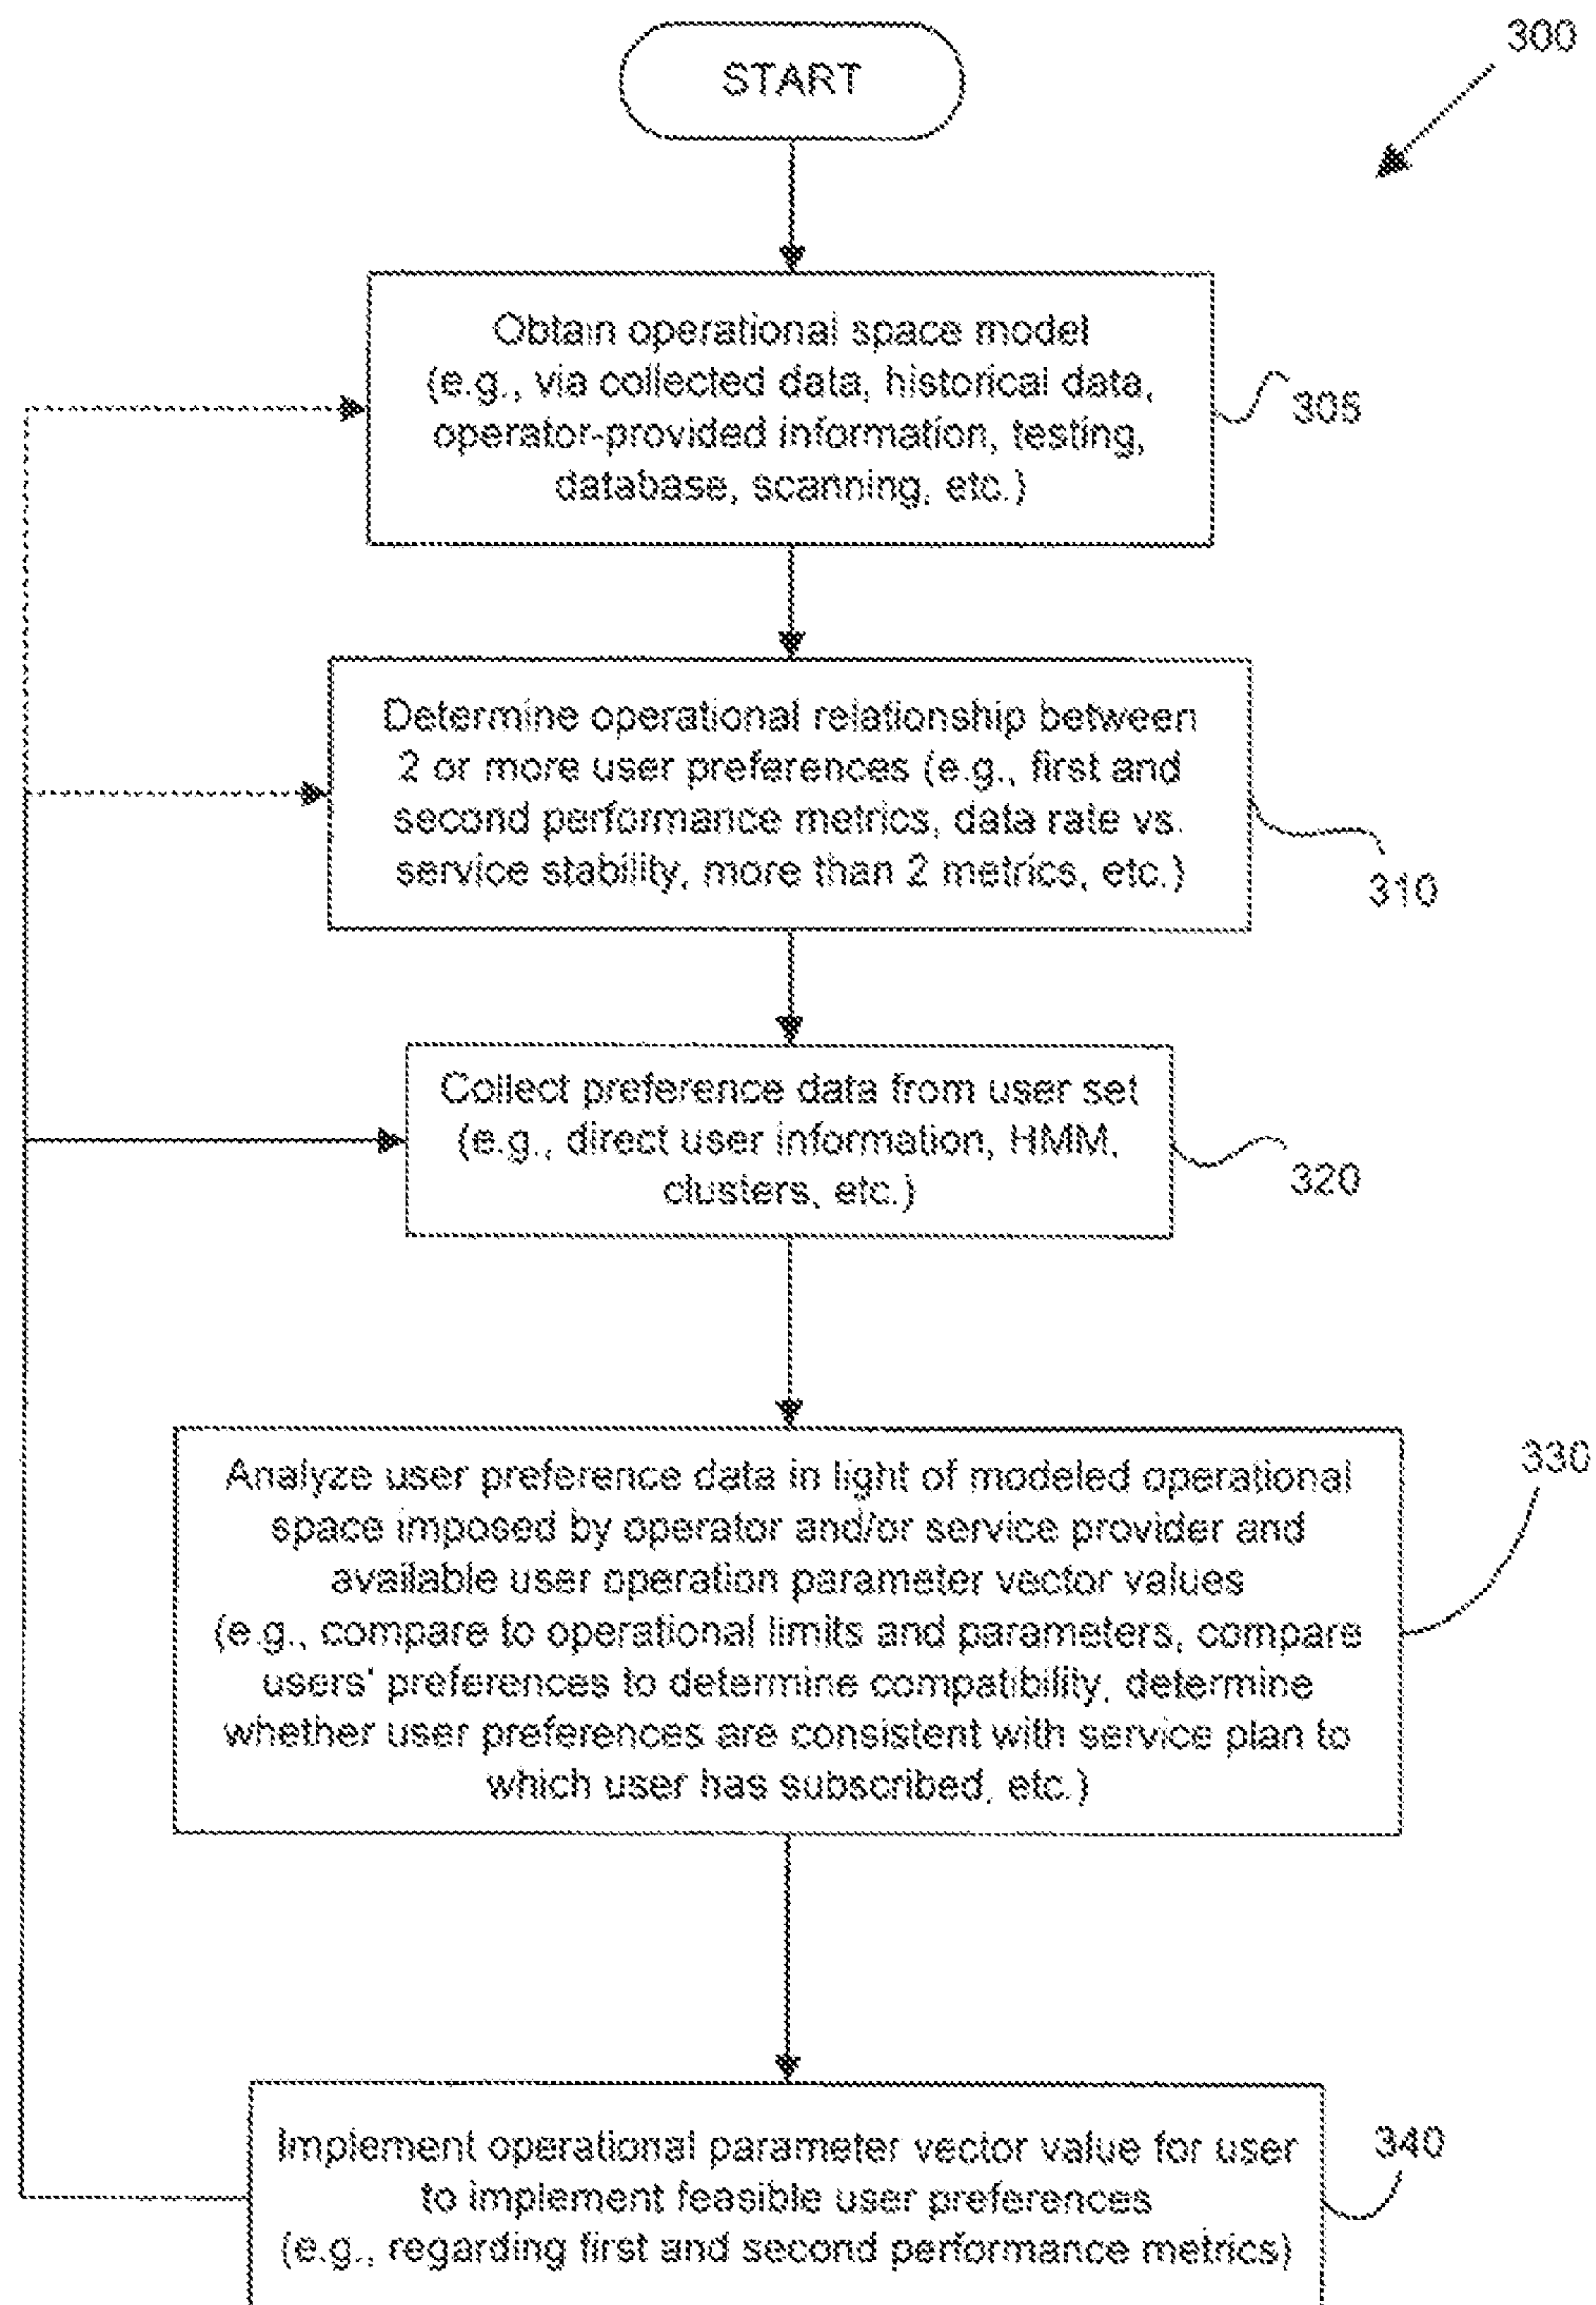 300
START
Obtain operational space model
(e.g., via collected data, historical data,
operator-provided information, testing,
database, scanning, etc.)
305
Determine operational relationship between
2 or more user preferences (e.g., first and
second performance metrics, data rate vs.
service stability, more than 2 metrics, etc.)
310
Collect preference data from user set
(e.g., direct user information, HMM,
clusters, etc.)
320
Analyze user preference data in light of modeled operational
space imposed by operator and/or service provider and
available user operation parameter vector values
(e.g., compare to operational limits and parameters, compare
users' preferences to determine compatibility, determine
whether user preferences are consistent with service plan to
which user has subscribed, etc.)
330
Implement operational parameter vector value for user
to implement feasible user preferences
(e.g., regarding first and second performance metrics)
340